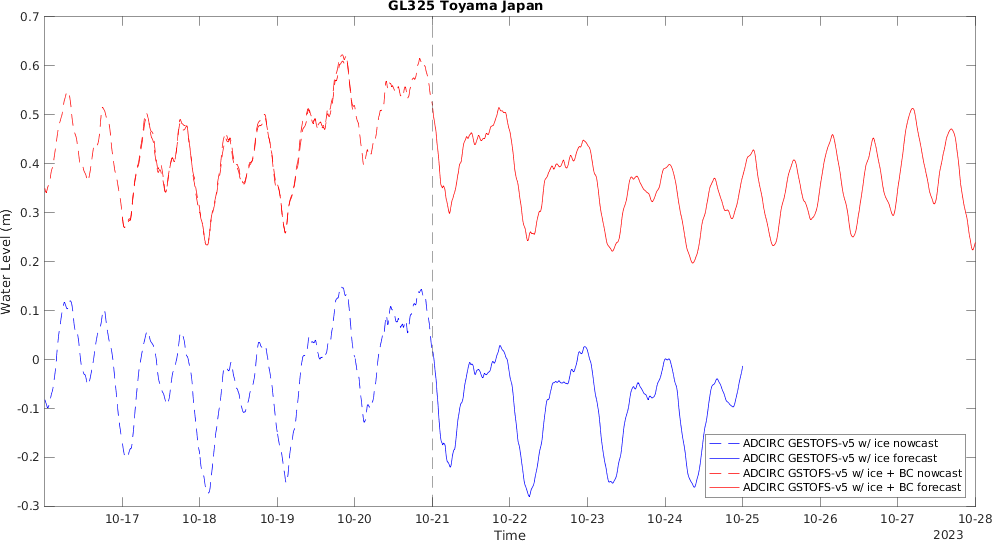 GL325 Toyama Japan
0.7
0.6
0.5
0.4
0.3
0.2
0.1
0
-0.1
-0.2
-0.3
Water Level (m)
ADCIRC GESTOFS-v5 w/ ice nowcast
ADCIRC GESTOFS-v5 w/ ice forecast
ADCIRC GSTOFS-v5 w/ ice + BC nowcast
ADCIRC GSTOFS-v5 w/ ice + BC forecast
10-17 10-18 10-19 10-20 10-21 10-22 10-23 10-24 10-25 10-26 10-27 10-28
Time
2023